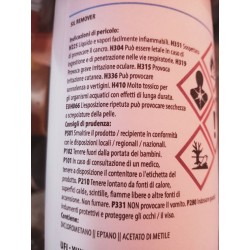 GEL REMOVER
Indicazioni di pericolo:
H225 Liquido e vapori facilmente infiammabili. H351 Sospettato
di provocare il cancro. H304 Può essere letale in caso di
ingestione e di penetrazione nelle vie respiratorie. H319
Provoca grave irritazione oculare. H315 Provoca
irritazione cutanea. H336 Può provocare
sonnolenza o vertigini. H410 Molto tossico per
gli organismi acquatici con effetti di lunga durata.
EUH066 L'esposizione ripetuta può provocare secchezza
o screpolature della pelle.
Consigli di prudenza:
P501 Smaltire il prodotto / recipiente in conformità con
le disposizioni locali / regionali / nazionali.
P102 Tenere fuori dalla portata dei bambini.
P101 In caso di consultazione di un medico,
tenere a disposizione il contenitore o l'etichetta del
prodotto. P210 Tenere lontano da fonti di calore,
superfici calde, scintille, fiamme libere o altre fonti di
Non fumare. P331 NON provocare il vomito. P280
indumenti protettivi e proteggere gli occhi / il viso.
CONTIENE:
DICLOROMETANO || EPTANO || ACETATO DI METILE
UFI: